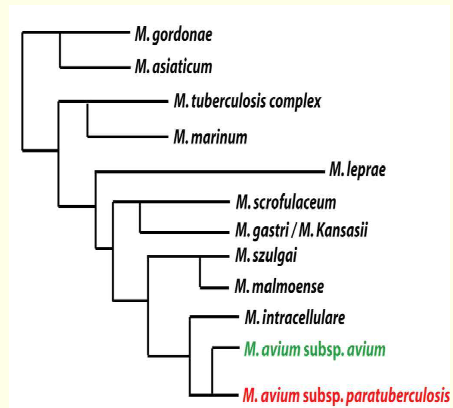 M. gordonae
M. asiaticum
M. tuberculosis complex
M. marinum
M. leprae
M. scrofulaceum
M. gastri / M. Kansasii
M. szulgai
M. malmoense
M. intracellulare
M. avium subsp. avium
M. avium subsp. paratuberculosis